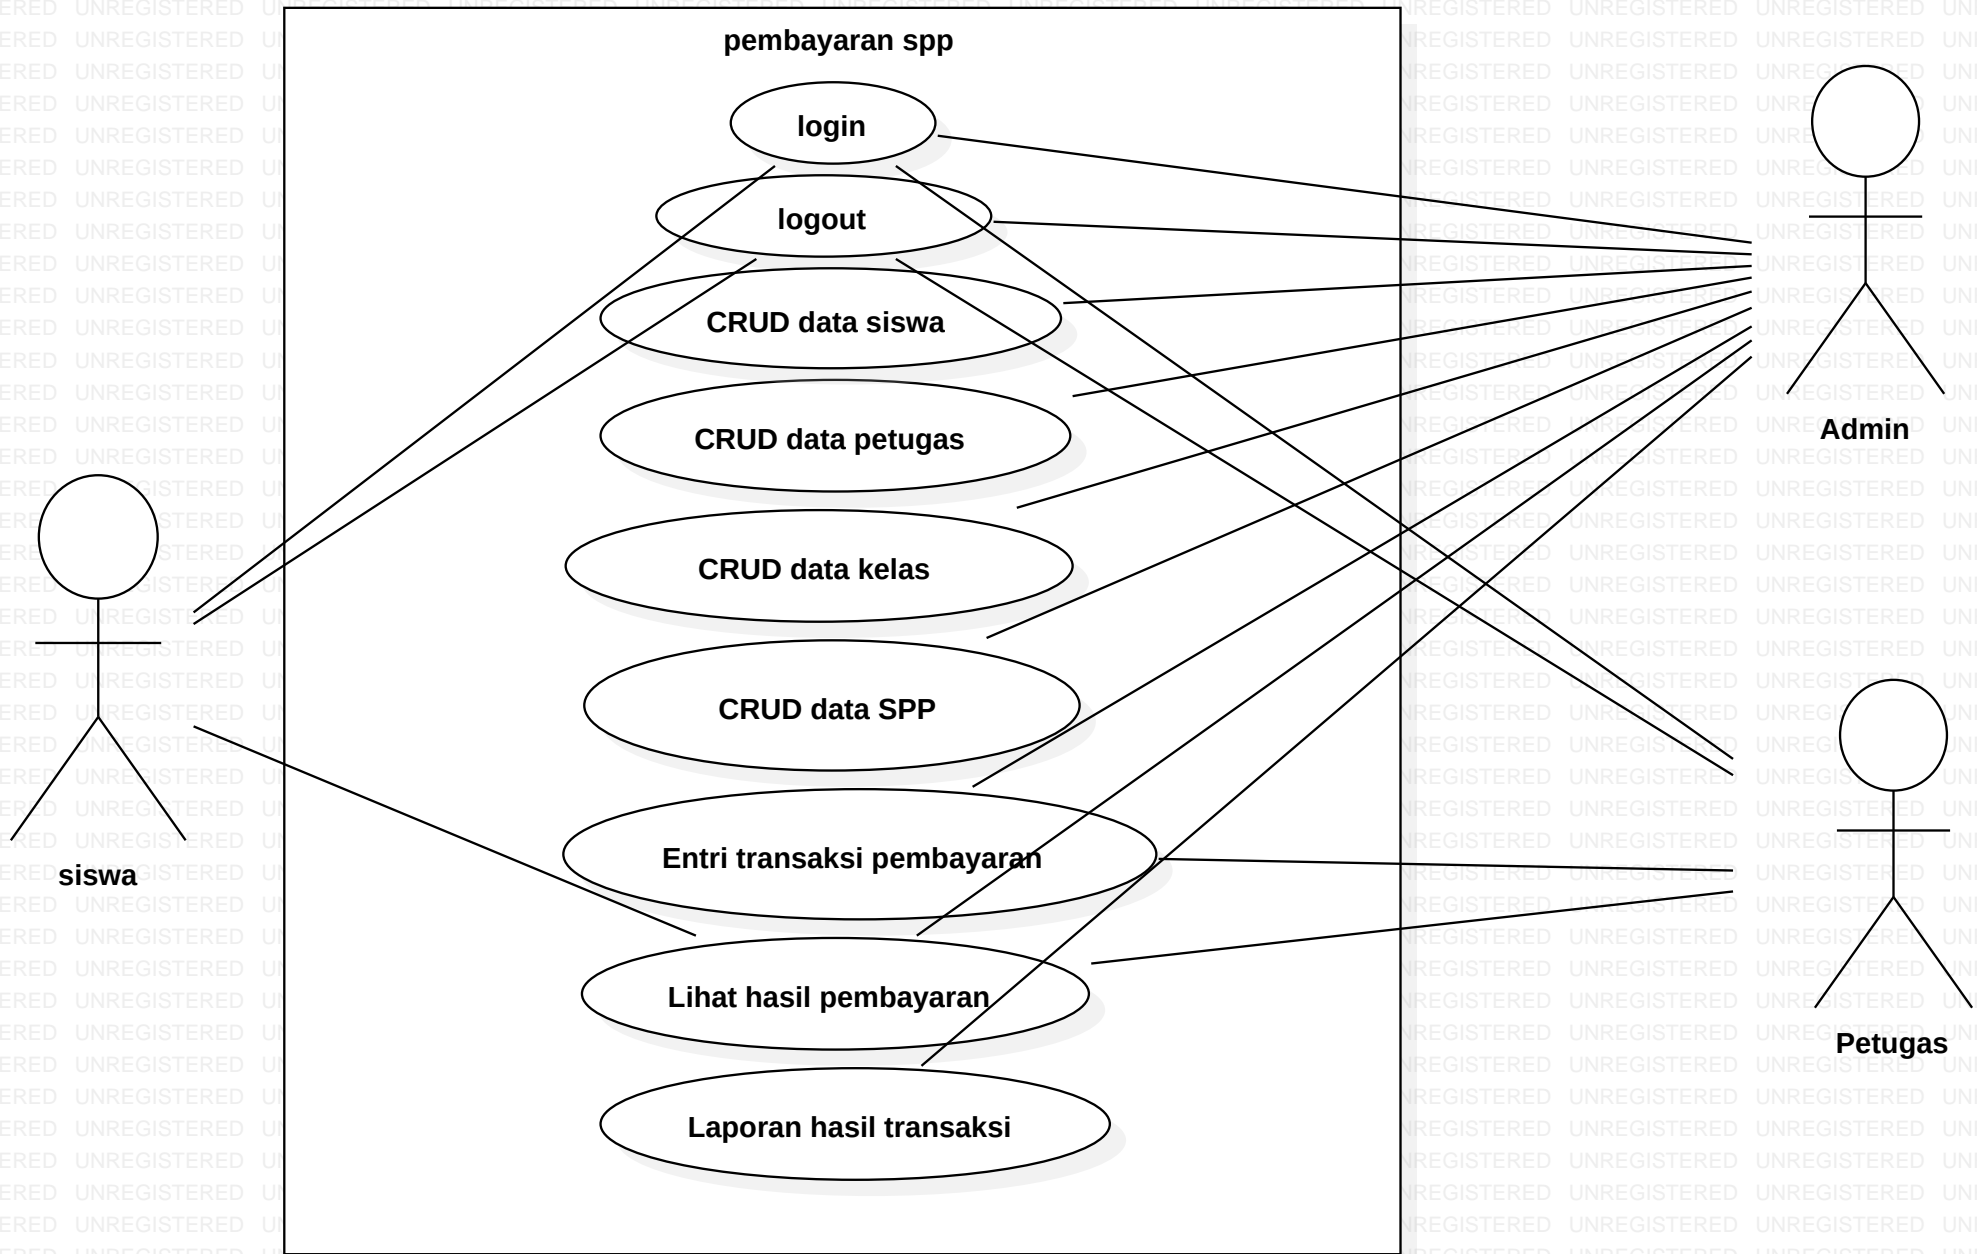 pembayaran spp
login
logout
CRUD data siswa
CRUD data petugas
CRUD data kelas
CRUD data SPP
Entri transaksi pembayaran
Lihat hasil pembayaran
Laporan hasil transaksi
siswa
Admin
Petugas
UNREGISTERED